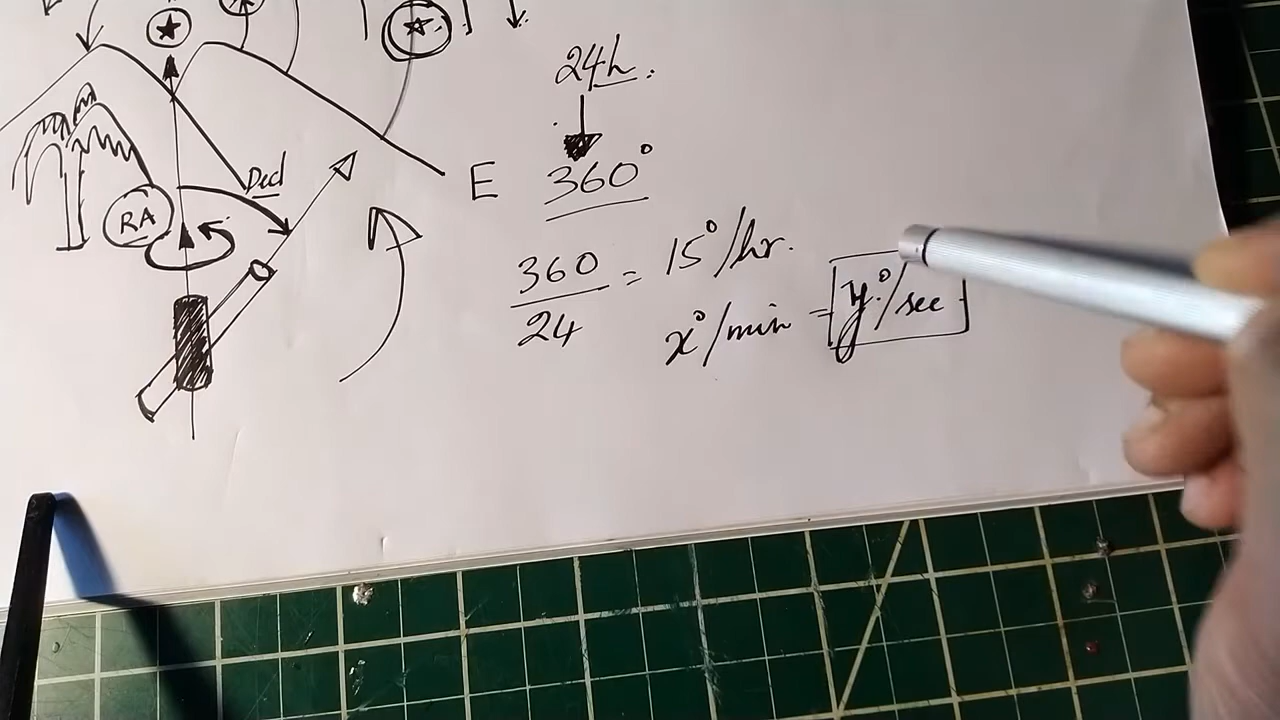 24h.
E 360°
Decl
RA
360/24 = 15°/hr.
x°/min = y°/sec